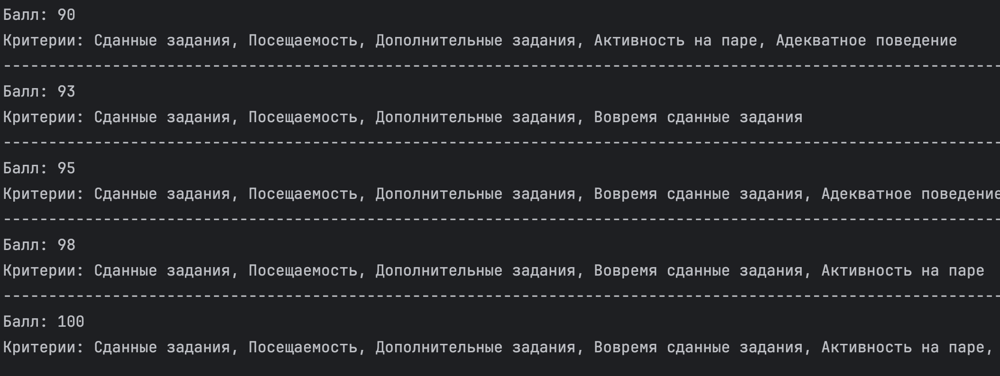 Балл: 90
Критерии: Сданные задания, Посещаемость, Дополнительные задания, Активность на паре, Адекватное поведение
--------------------------------------------------------------------------------------------------------------
Балл: 93
Критерии: Сданные задания, Посещаемость, Дополнительные задания, Вовремя сданные задания
--------------------------------------------------------------------------------------------------------------
Балл: 95
Критерии: Сданные задания, Посещаемость, Дополнительные задания, Вовремя сданные задания, Адекватное поведение
--------------------------------------------------------------------------------------------------------------
Балл: 98
Критерии: Сданные задания, Посещаемость, Дополнительные задания, Вовремя сданные задания, Активность на паре
--------------------------------------------------------------------------------------------------------------
Балл: 100
Критерии: Сданные задания, Посещаемость, Дополнительные задания, Вовремя сданные задания, Активность на паре,